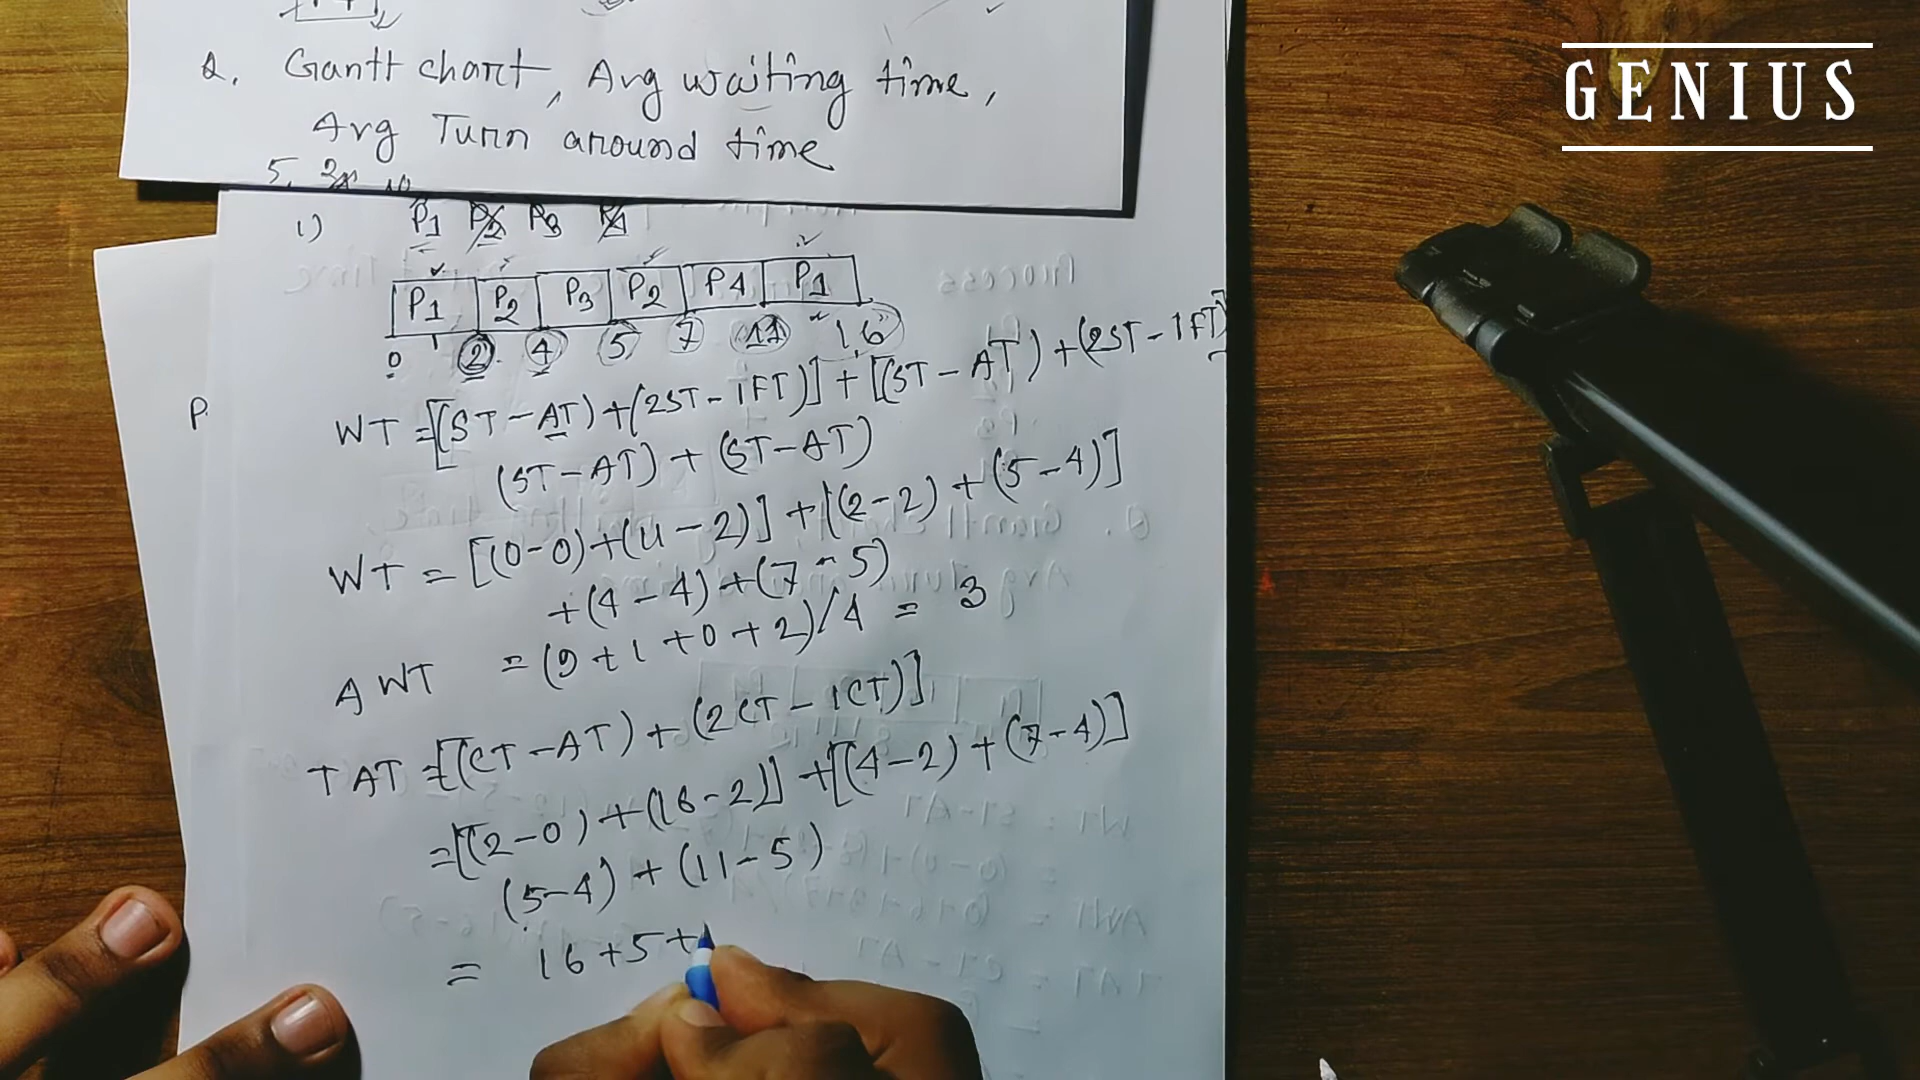 GENIUS
Q. Gantt chart, Avg waiting time,
Avg Turn around time
5,
1) P1 P2 P3 P4
P1 P2 P3 P2 P4 P1
0 2 4 5 7 11 16
P
WT = [(ST-AT)+(2ST-1FT)] + [(ST-AT)+(2ST-1FT)]
(ST-AT) + (ST-AT)
WT = [(0-0)+(11-2)] + [(2-2)+(5-4)]
+(4-4)+(7-5)
AWT = (9+1+0+2)/4 = 3
TAT = [(CT-AT)+(2CT-1CT)]
=[(2-0)+(16-2)] + [(4-2)+(7-4)]
(5-4)+(11-5)
= 16+5+